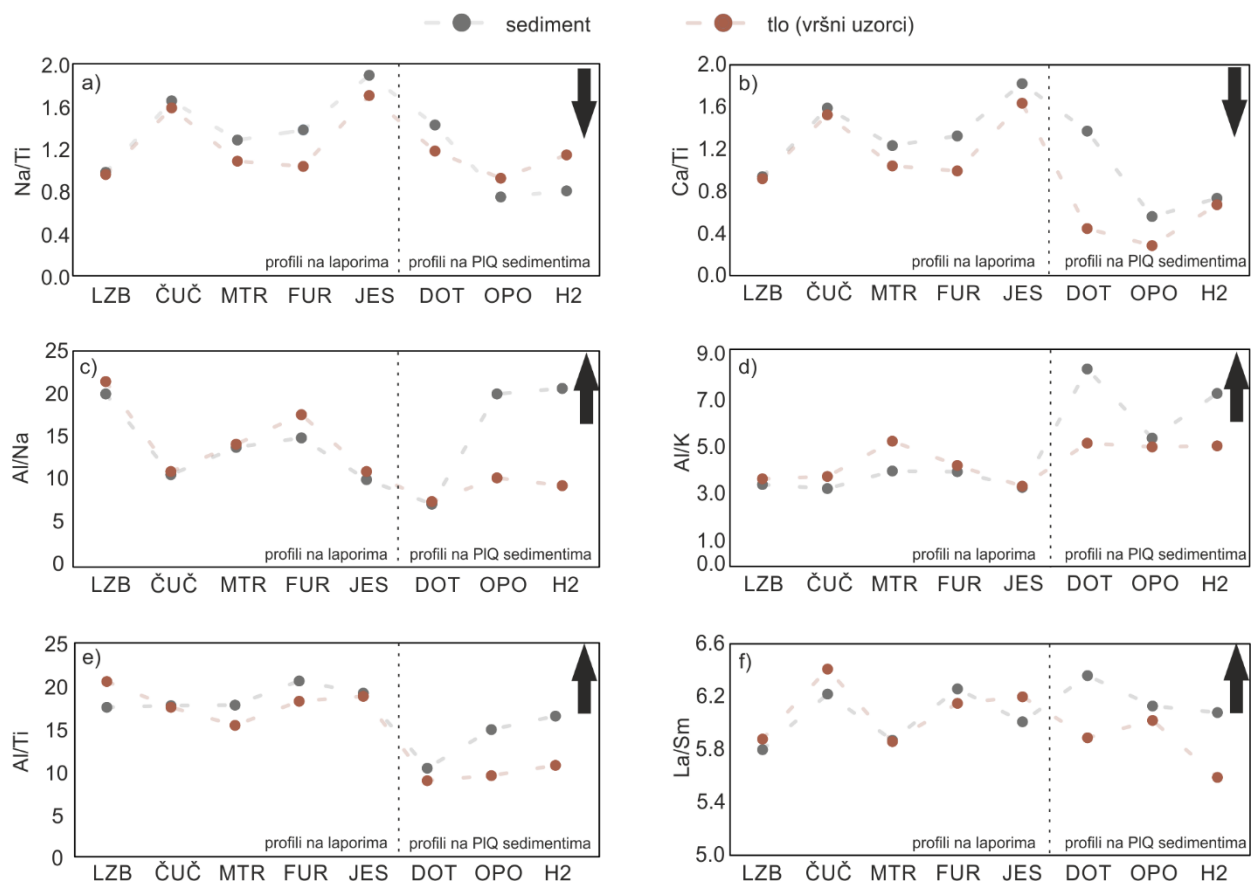 sediment
tlo (vršni uzorci)
a)
Na/Ti
2.0
1.6
1.2
0.8
0.4
0.0
profili na laporima
profili na PlQ sedimentima
LZB ČUČ MTR FUR JES DOT OPO H2
b)
Ca/Ti
2.0
1.6
1.2
0.8
0.4
0.0
profili na laporima
profili na PlQ sedimentima
LZB ČUČ MTR FUR JES DOT OPO H2
c)
Al/Na
25
20
15
10
5
0
profili na laporima
profili na PlQ sedimentima
LZB ČUČ MTR FUR JES DOT OPO H2
d)
Al/K
9.0
7.0
5.0
3.0
1.0
0.0
profili na laporima
profili na PlQ sedimentima
LZB ČUČ MTR FUR JES DOT OPO H2
e)
Al/Ti
25
20
15
10
5
0
profili na laporima
profili na PlQ sedimentima
LZB ČUČ MTR FUR JES DOT OPO H2
f)
La/Sm
6.6
6.2
5.8
5.4
5.0
profili na laporima
profili na PlQ sedimentima
LZB ČUČ MTR FUR JES DOT OPO H2